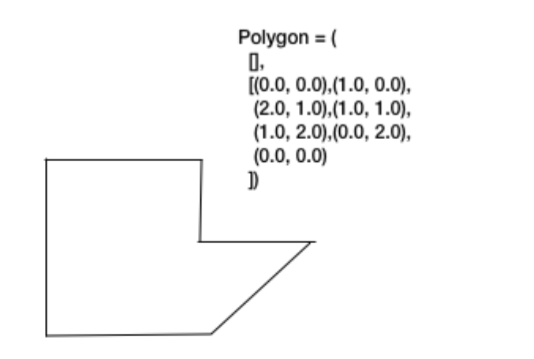 Polygon = (
[],
[(0.0, 0.0),(1.0, 0.0),
(2.0, 1.0),(1.0, 1.0),
(1.0, 2.0),(0.0, 2.0),
(0.0, 0.0)
])